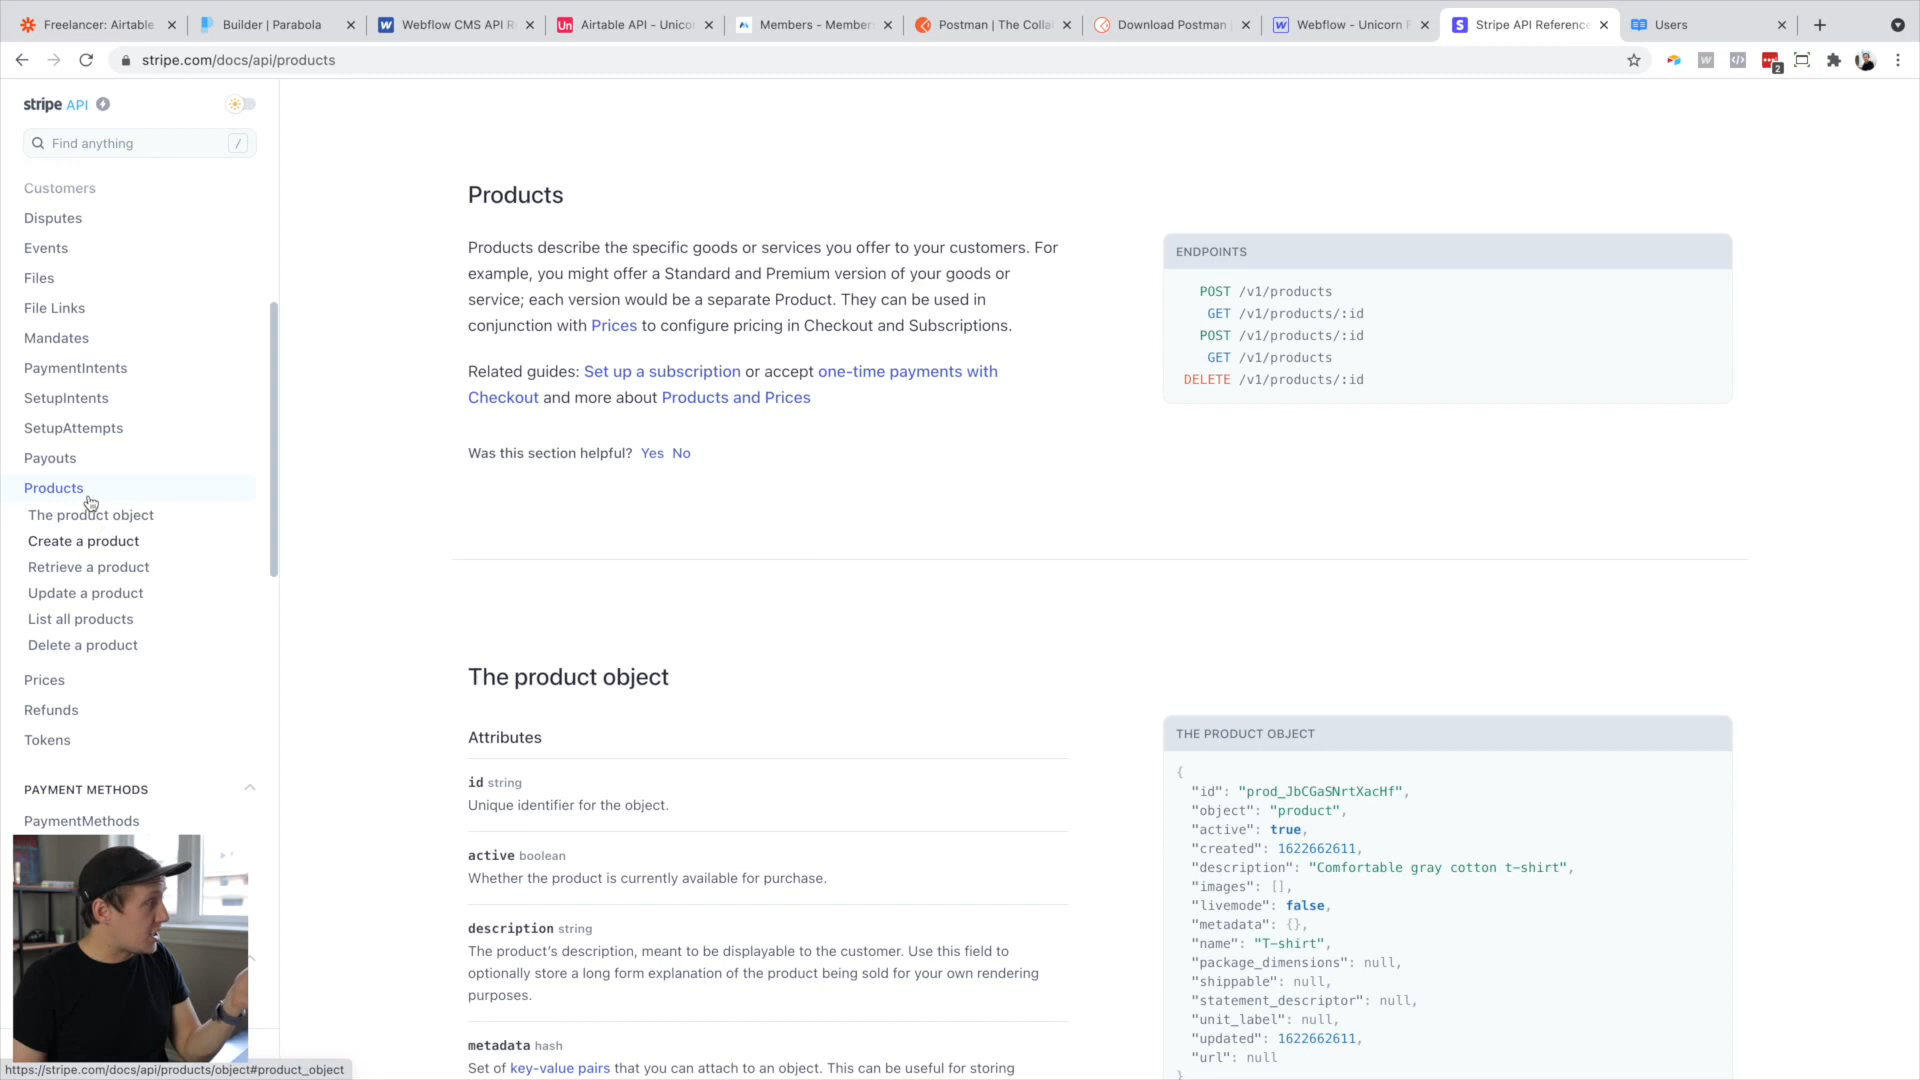 Freelancer: Airtable
Builder | Parabola
Webflow CMS API R
Airtable API - Unico
Members - Member
Postman | The Colla
Download Postman
Webflow - Unicorn F
Stripe API Reference
Users
stripe.com/docs/api/products
2
stripe API
Find anything
/
Customers
Disputes
Events
Files
File Links
Mandates
PaymentIntents
SetupIntents
SetupAttempts
Payouts
Products
The product object
Create a product
Retrieve a product
Update a product
List all products
Delete a product
Prices
Refunds
Tokens
PAYMENT METHODS
PaymentMethods
https://stripe.com/docs/api/products/object#product_object
Products
Products describe the specific goods or services you offer to your customers. For
example, you might offer a Standard and Premium version of your goods or
service; each version would be a separate Product. They can be used in
conjunction with Prices to configure pricing in Checkout and Subscriptions.
Related guides: Set up a subscription or accept one-time payments with
Checkout and more about Products and Prices
Was this section helpful? Yes No
ENDPOINTS
POST /v1/products
GET /v1/products/:id
POST /v1/products/:id
GET /v1/products
DELETE /v1/products/:id
The product object
Attributes
id string
Unique identifier for the object.
active boolean
Whether the product is currently available for purchase.
description string
The product's description, meant to be displayable to the customer. Use this field to
optionally store a long form explanation of the product being sold for your own rendering
purposes.
metadata hash
Set of key-value pairs that you can attach to an object. This can be useful for storing
THE PRODUCT OBJECT
{
"id": "prod_JbCGaSNrtXacHf",
"object": "product",
"active": true,
"created": 1622662611,
"description": "Comfortable gray cotton t-shirt",
"images": [],
"livemode": false,
"metadata": {},
"name": "T-shirt",
"package_dimensions": null,
"shippable": null,
"statement_descriptor": null,
"unit_label": null,
"updated": 1622662611,
"url": null
}